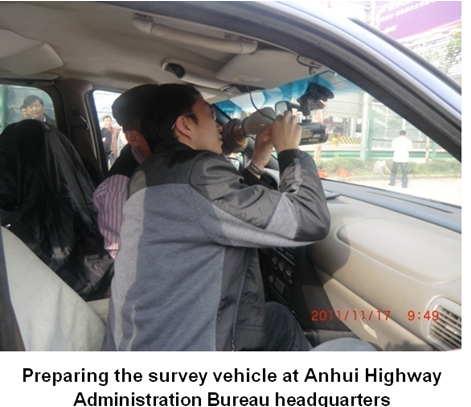 2011/11/17 9:49
Preparing the survey vehicle at Anhui Highway
Administration Bureau headquarters